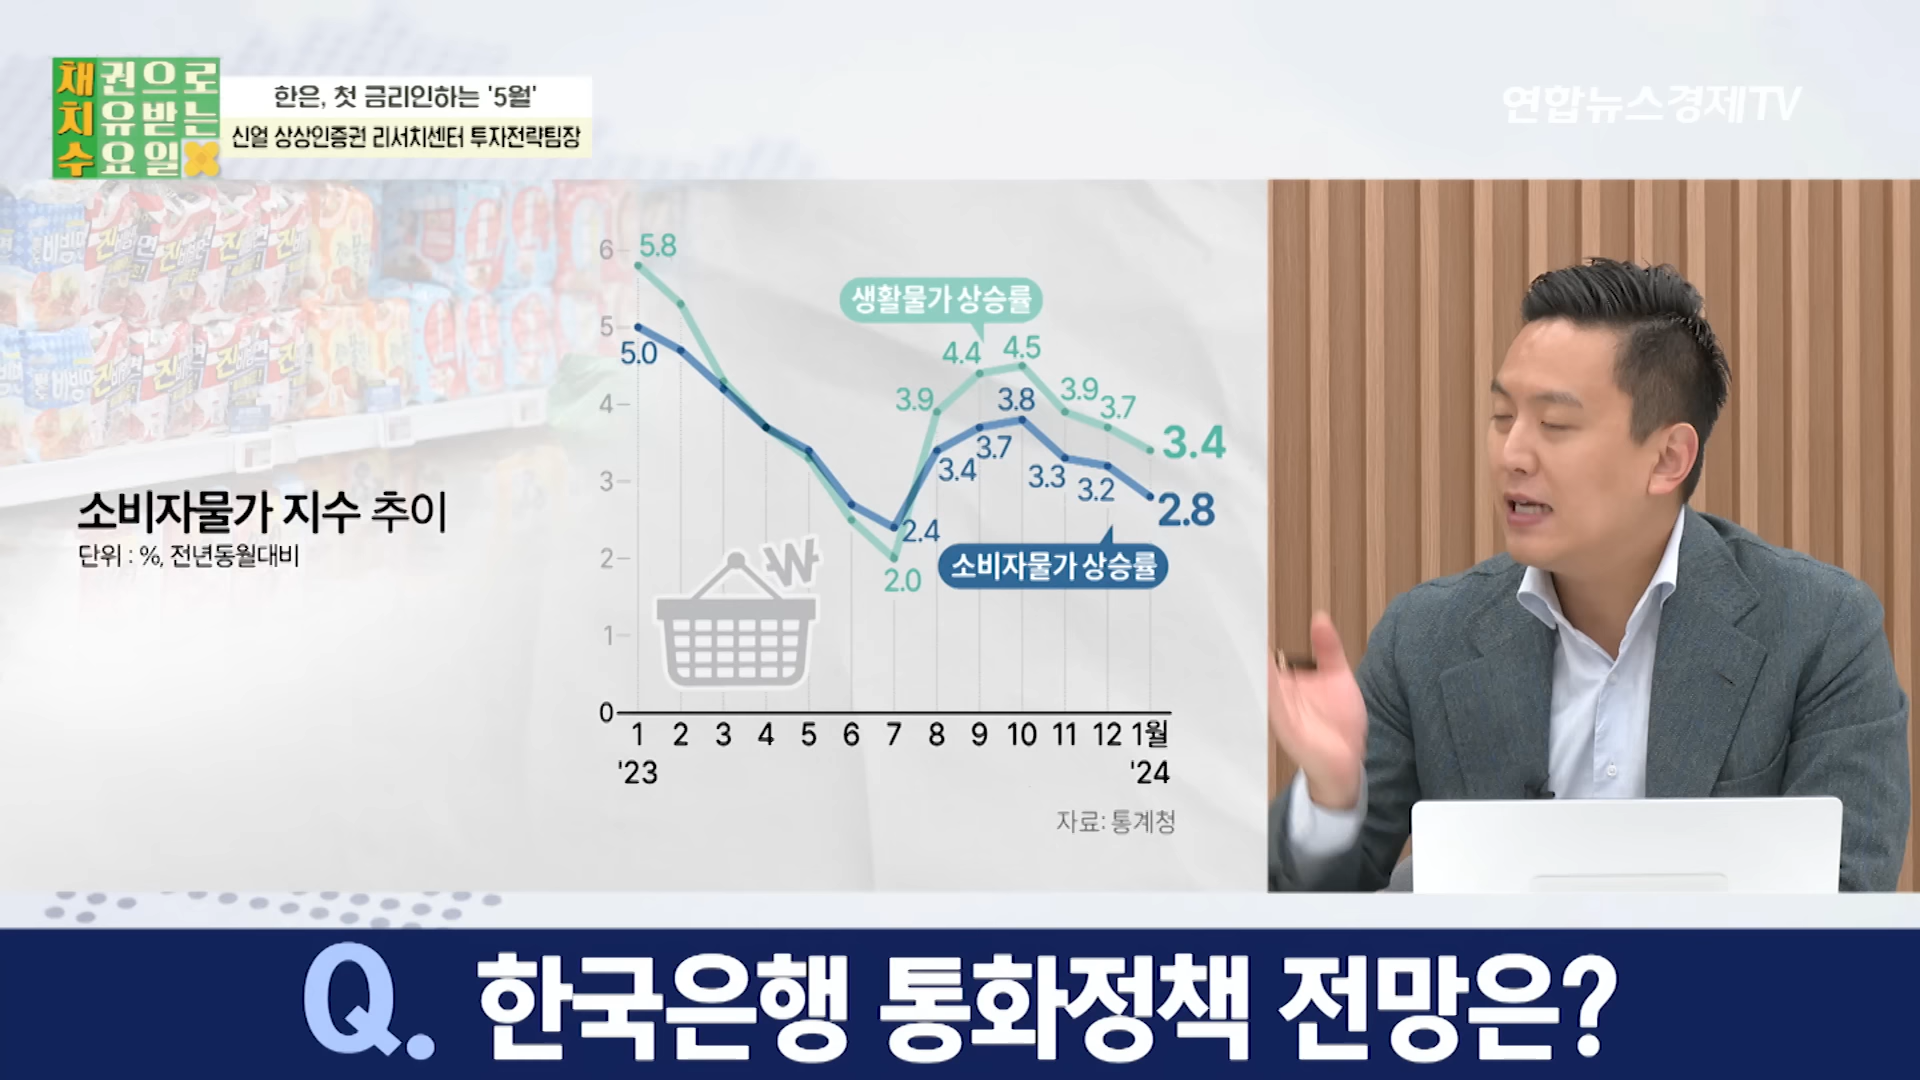 채권으로
치유받는
수요일
한은, 첫 금리인하는 '5월'
신얼 상상인증권 리서치센터 투자전략팀장
연합뉴스경제TV
소비자물가 지수 추이
단위 : %, 전년동월대비
6
5
4
3
2
1
0
5.8
5.0
생활물가 상승률
3.9
4.4
4.5
3.9
3.7
3.4
3.8
3.7
3.4
3.3
3.2
2.8
2.4
2.0
소비자물가 상승률
₩
1 2 3 4 5 6 7 8 9 10 11 12 1월
'23 '24
자료: 통계청
Q. 한국은행 통화정책 전망은?